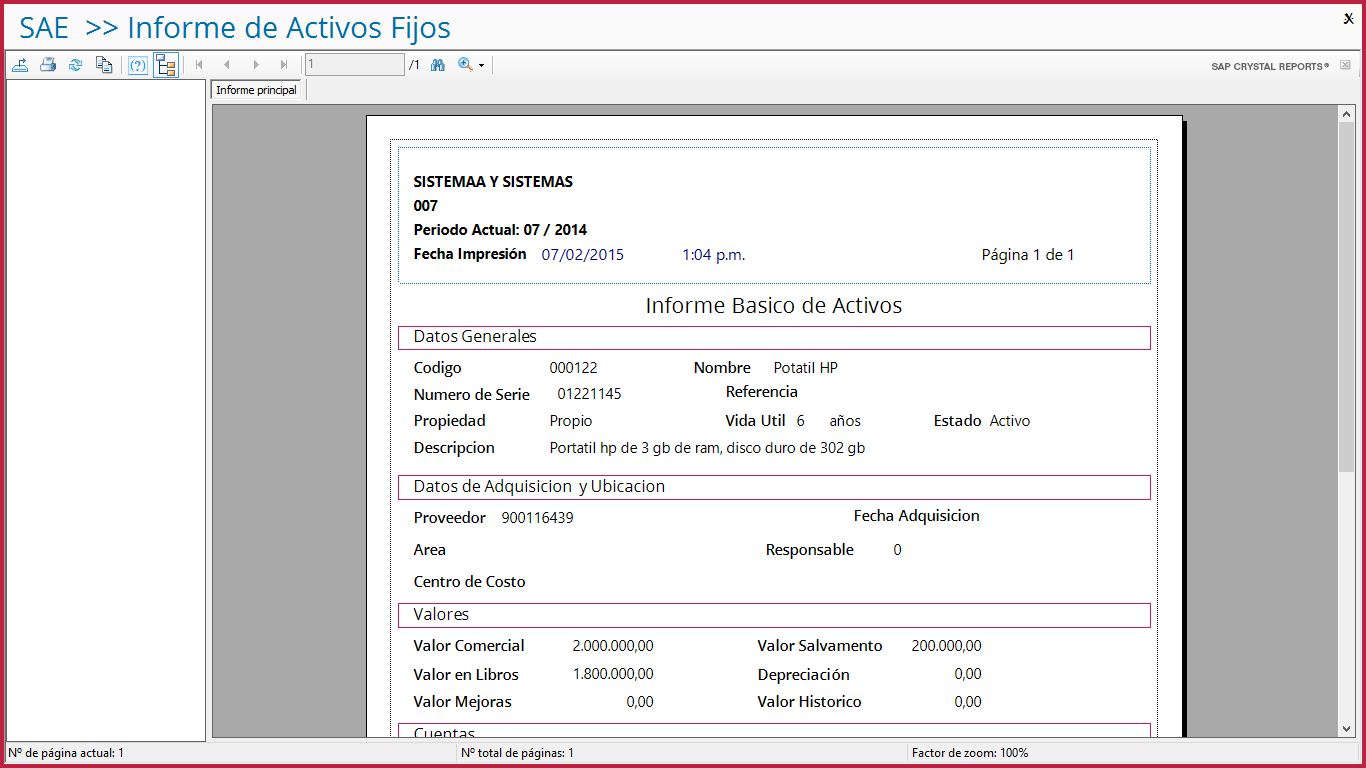 SAE >> Informe de Activos Fijos
X
1 /1
SAP CRYSTAL REPORTS®
Informe principal
SISTEMAA Y SISTEMAS
007
Periodo Actual: 07 / 2014
Fecha Impresión 07/02/2015 1:04 p.m. Página 1 de 1
Informe Basico de Activos
Datos Generales
Codigo 000122 Nombre Potatil HP
Numero de Serie 01221145 Referencia
Propiedad Propio Vida Util 6 años Estado Activo
Descripcion Portatil hp de 3 gb de ram, disco duro de 302 gb
Datos de Adquisicion y Ubicacion
Proveedor 900116439 Fecha Adquisicion
Area Responsable 0
Centro de Costo
Valores
Valor Comercial 2.000.000,00 Valor Salvamento 200.000,00
Valor en Libros 1.800.000,00 Depreciación 0,00
Valor Mejoras 0,00 Valor Historico 0,00
Cuentas
Nº de página actual: 1 Nº total de páginas: 1 Factor de zoom: 100%